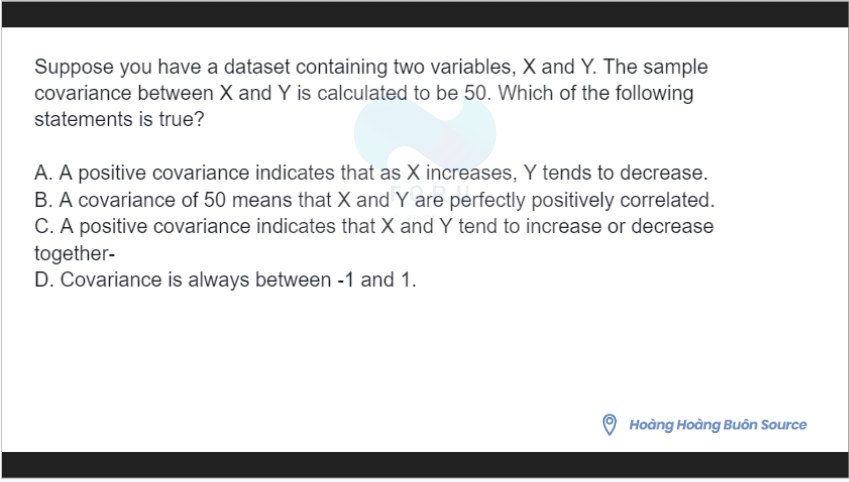 Suppose you have a dataset containing two variables, X and Y. The sample
covariance between X and Y is calculated to be 50. Which of the following
statements is true?
A. A positive covariance indicates that as X increases, Y tends to decrease.
B. A covariance of 50 means that X and Y are perfectly positively correlated.
C. A positive covariance indicates that X and Y tend to increase or decrease
together-
D. Covariance is always between -1 and 1.
Hoàng Hoàng Buôn Source